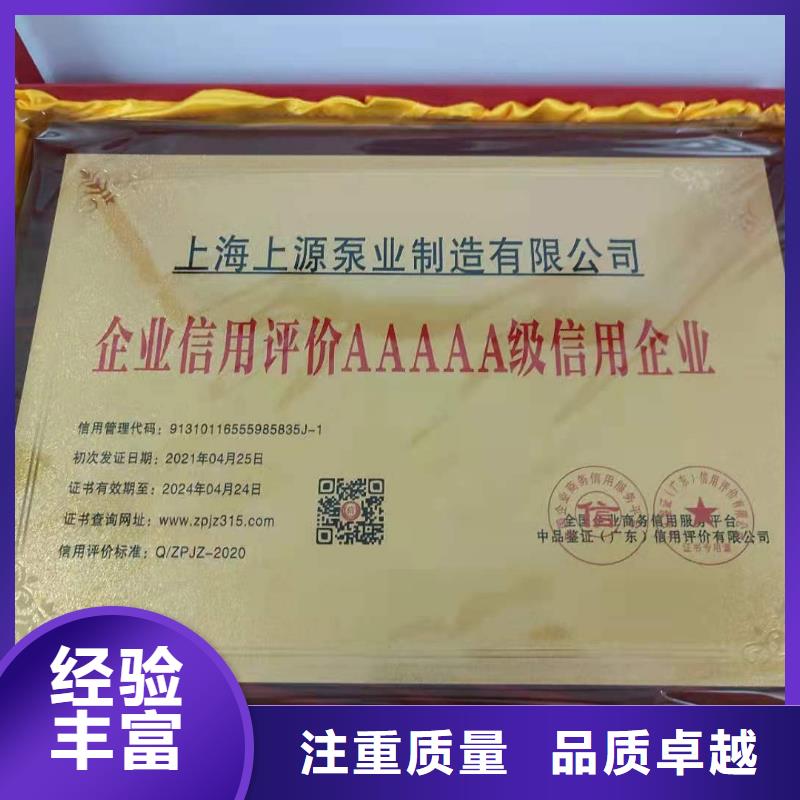 上海上源泵业制造有限公司
企业信用评价AAAAA级信用企业
信用管理代码：91310116555985835J-1
初次发证日期：2021年04月25日
证书有效期至：2024年04月24日
证书查询网址：www.zpjz315.com
信用评价标准：Q/ZPJZ-2020
信
全国企业商务信用服务平台
中品鉴证（广东）信用评价有限公司
证书专用章
经验
丰富
注重质量 品质卓越